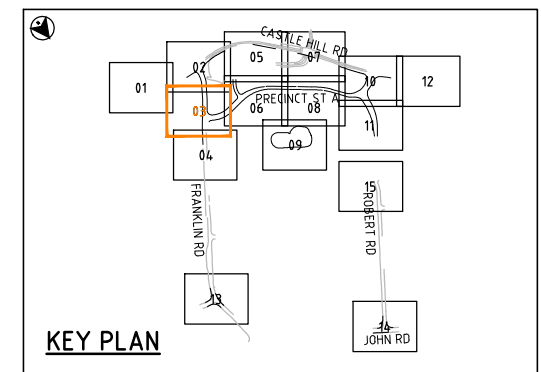 CASTLE HILL RD
05
07
02
01
10
12
03
PRECINCT ST A
06
08
11
04
09
FRANKLIN RD
15
ROBERT RD
13
14
JOHN RD
KEY PLAN